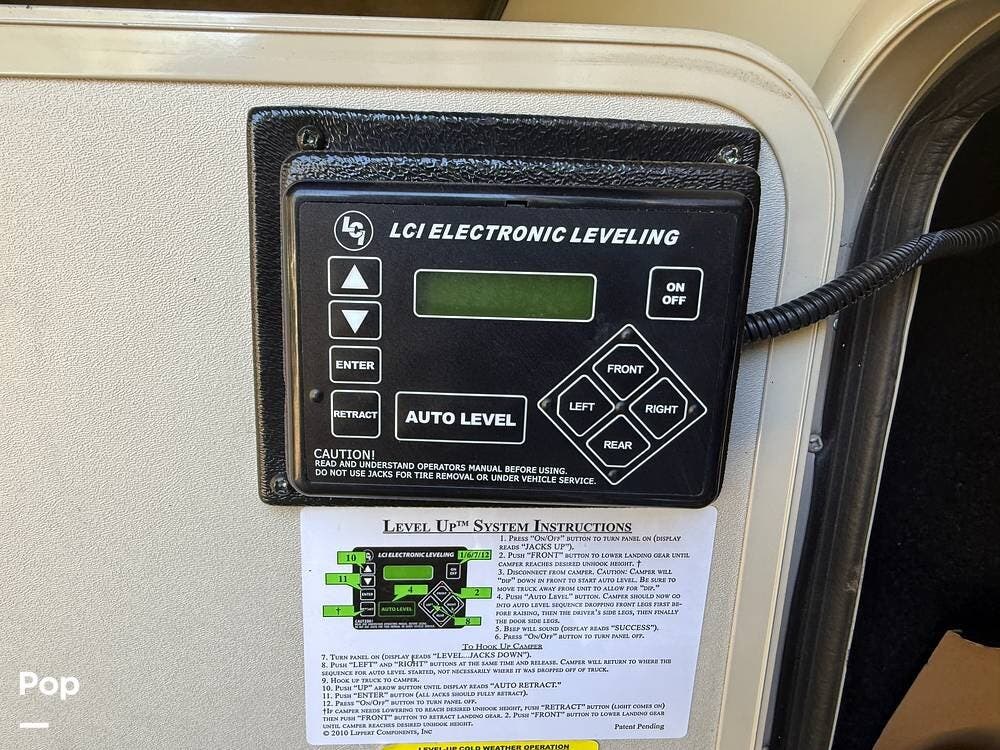 LCI
LCI ELECTRONIC LEVELING
ON
OFF
ENTER
RETRACT
AUTO LEVEL
FRONT
LEFT
RIGHT
REAR
CAUTION!
READ AND UNDERSTAND OPERATORS MANUAL BEFORE USING.
DO NOT USE JACKS FOR TIRE REMOVAL OR UNDER VEHICLE SERVICE.
LEVEL UP™ SYSTEM INSTRUCTIONS
1. PRESS "ON/OFF" BUTTON TO TURN PANEL ON (DISPLAY
READS "JACKS UP").
2. PUSH "FRONT" BUTTON TO LOWER LANDING GEAR UNTIL
CAMPER REACHES DESIRED UNHOOK HEIGHT. †
3. DISCONNECT FROM CAMPER. CAUTION: CAMPER WILL
"DIP" DOWN IN FRONT TO START AUTO LEVEL. BE SURE TO
MOVE TRUCK AWAY FROM UNIT TO ALLOW FOR "DIP."
4. PUSH "AUTO LEVEL" BUTTON. CAMPER SHOULD NOW GO
INTO AUTO LEVEL SEQUENCE DROPPING FRONT LEGS FIRST BE-
FORE RAISING, THEN THE DRIVER'S SIDE LEGS, THEN FINALLY
THE DOOR SIDE LEGS.
5. BEEP WILL SOUND (DISPLAY READS "SUCCESS").
6. PRESS "ON/OFF" BUTTON TO TURN PANEL OFF.
LCI ELECTRONIC LEVELING
10
1/6/7/12
11
4
2
†
8
ENTER
AUTO LEVEL
ON
OFF
CAUTION!
TO HOOK UP CAMPER
7. TURN PANEL ON (DISPLAY READS "LEVEL...JACKS DOWN").
8. PUSH "LEFT" AND "RIGHT" BUTTONS AT THE SAME TIME AND RELEASE. CAMPER WILL RETURN TO WHERE THE
SEQUENCE FOR AUTO LEVEL STARTED, NOT NECESSARILY WHERE IT WAS DROPPED OFF OF TRUCK.
9. HOOK UP TRUCK TO CAMPER.
10. PUSH "UP" ARROW BUTTON UNTIL DISPLAY READS "AUTO RETRACT."
11. PUSH "ENTER" BUTTON (ALL JACKS SHOULD FULLY RETRACT).
12. PRESS "ON/OFF" BUTTON TO TURN PANEL OFF.
†IF CAMPER NEEDS LOWERING TO REACH DESIRED UNHOOK HEIGHT, PUSH "RETRACT" BUTTON (LIGHT COMES ON)
THEN PUSH "FRONT" BUTTON TO RETRACT LANDING GEAR. 2. PUSH "FRONT" BUTTON TO LOWER LANDING GEAR
UNTIL CAMPER REACHES DESIRED UNHOOK HEIGHT.
© 2010 LIPPERT COMPONENTS, INC
Patent Pending
LEVEL-UP COLD WEATHER OPERATION
Pop